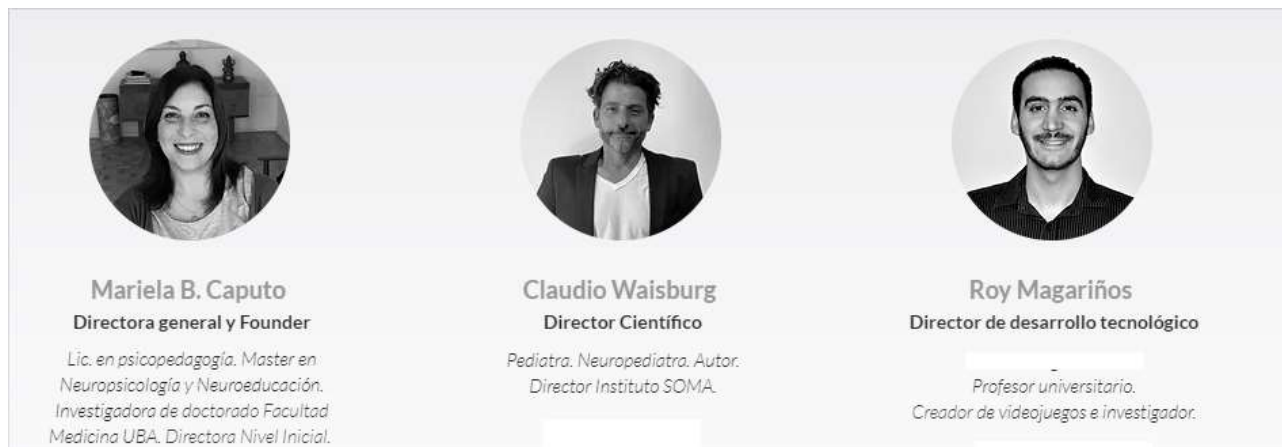 Mariela B. Caputo
Directora general y Founder
Lic. en psicopedagogía. Master en
Neuropsicología y Neuroeducación.
Investigadora de doctorado Facultad
Medicina UBA. Directora Nivel Inicial.
Claudio Waisburg
Director Científico
Pediatra. Neuropediatra. Autor.
Director Instituto SOMA.
Roy Magariños
Director de desarrollo tecnológico
Profesor universitario.
Creador de videojuegos e investigador.